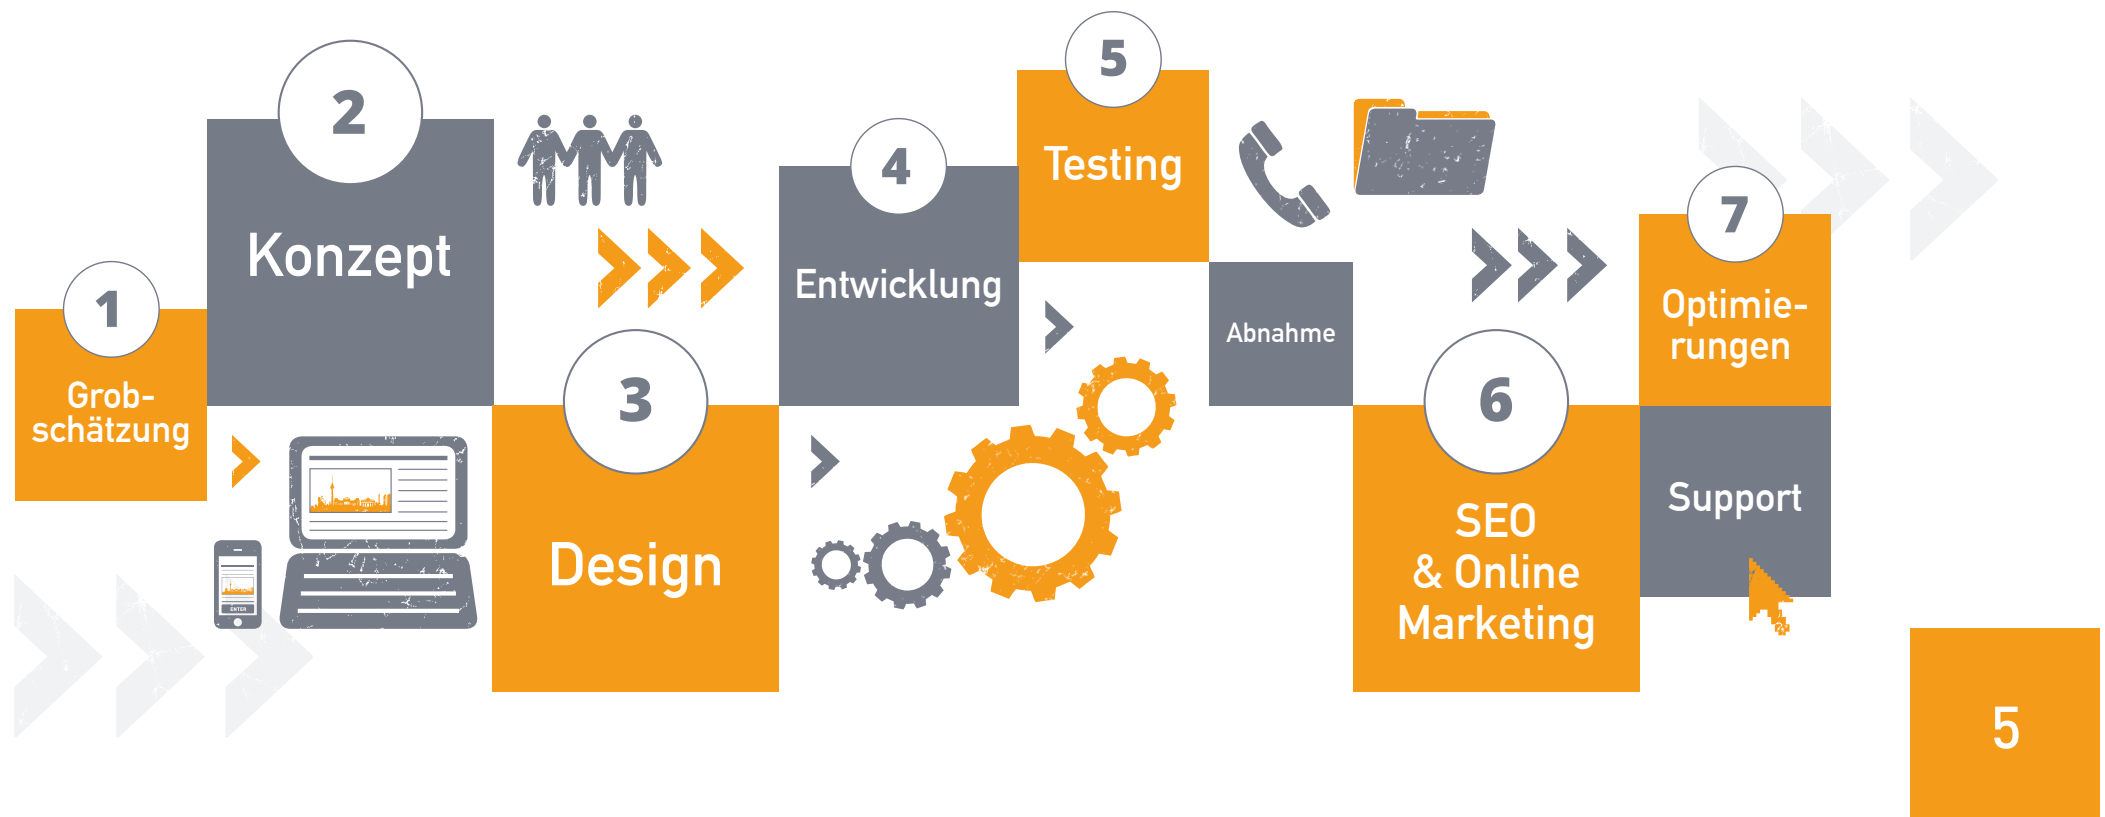 1
Grob-
schätzung
2
Konzept
ENTER
3
Design
4
Entwicklung
5
Testing
Abnahme
6
SEO
& Online
Marketing
7
Optimie-
rungen
Support
5